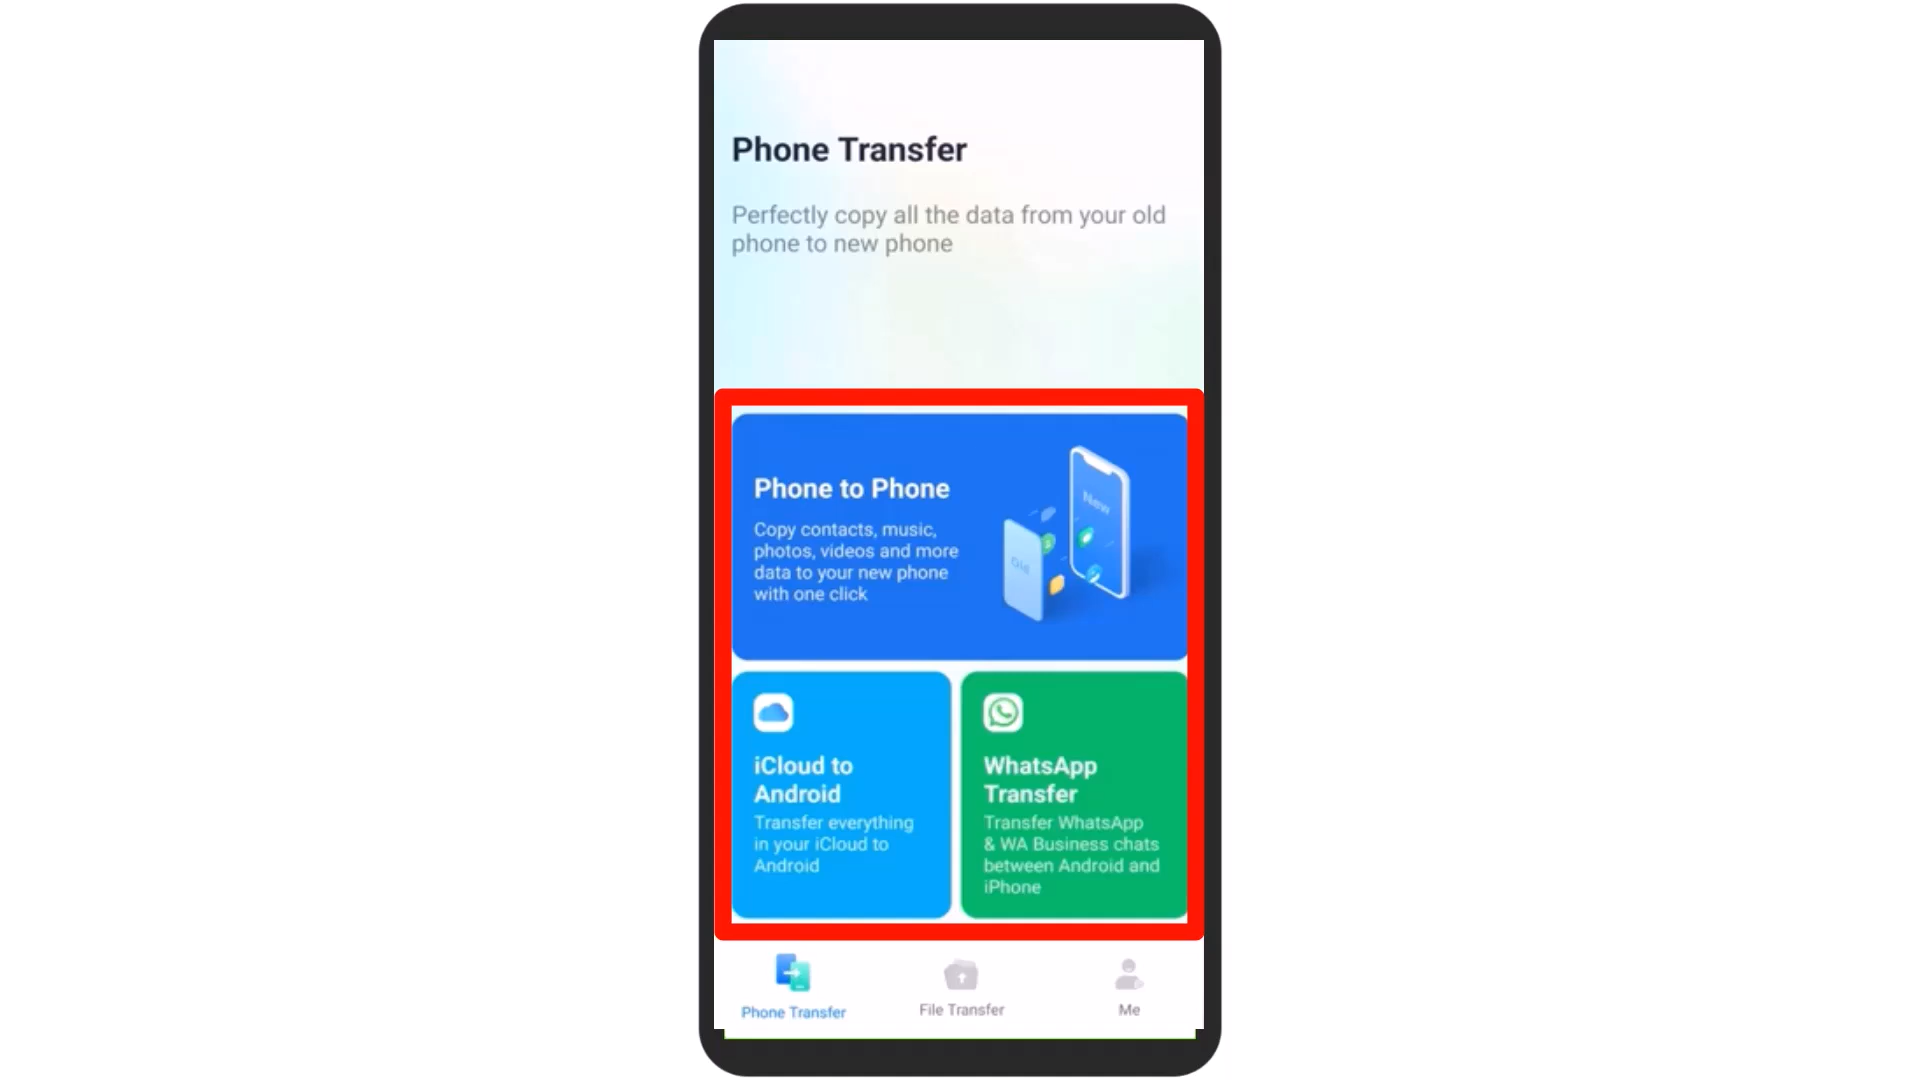 Phone Transfer
Perfectly copy all the data from your old
phone to new phone
Phone to Phone
Copy contacts, music,
photos, videos and more
data to your new phone
with one click
New
Old
iCloud to
Android
Transfer everything
in your iCloud to
Android
WhatsApp
Transfer
Transfer WhatsApp
& WA Business chats
between Android and
iPhone
Phone Transfer
File Transfer
Me